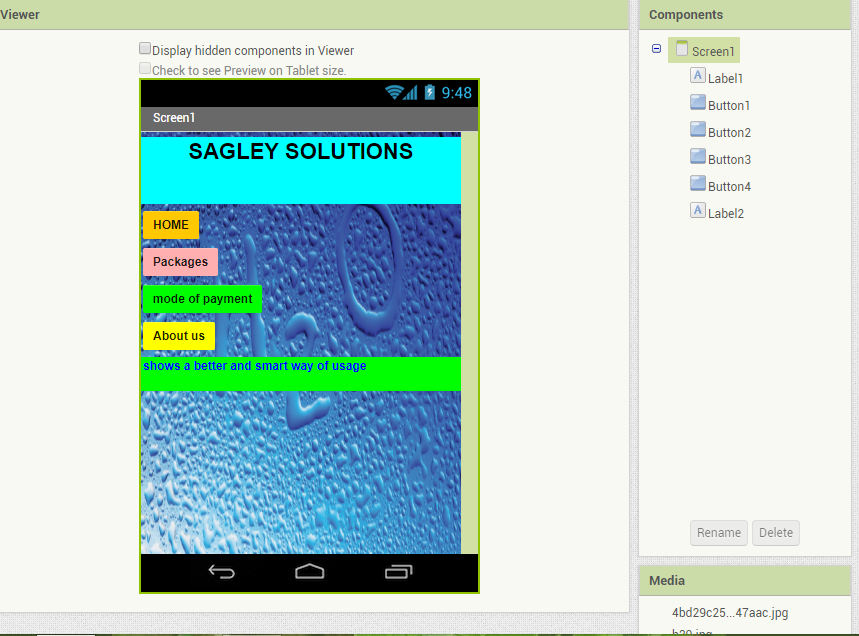 Viewer
Display hidden components in Viewer
Check to see Preview on Tablet size.
9:48
Screen1
SAGLEY SOLUTIONS
HOME
Packages
mode of payment
About us
shows a better and smart way of usage
Components
Screen1
Label1
Button1
Button2
Button3
Button4
Label2
Rename Delete
Media
4bd29c25...47aac.jpg